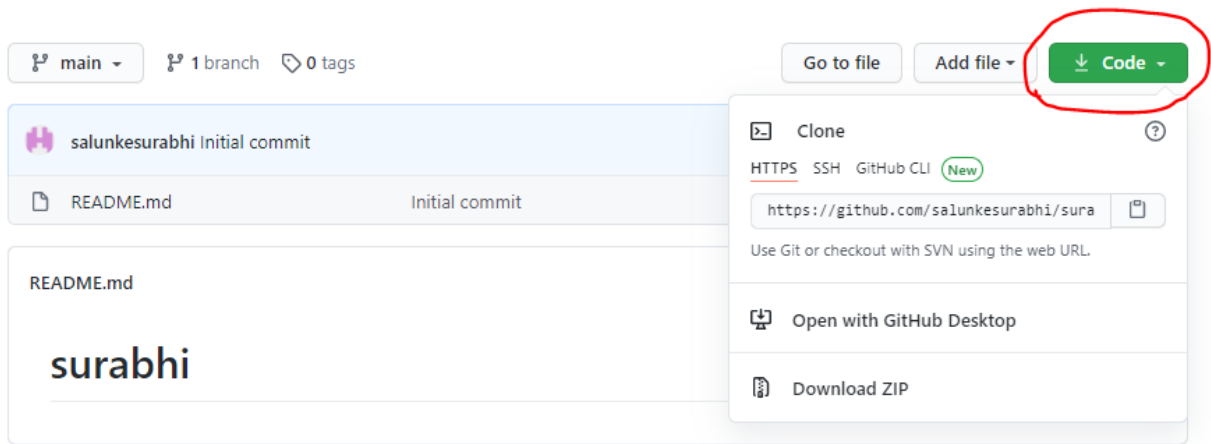 main 1 branch 0 tags Go to file Add file Code
salunkesurabhi Initial commit
README.md Initial commit
README.md
surabhi
Clone
HTTPS SSH GitHub CLI New
https://github.com/salunkesurabhi/sura
Use Git or checkout with SVN using the web URL.
Open with GitHub Desktop
Download ZIP